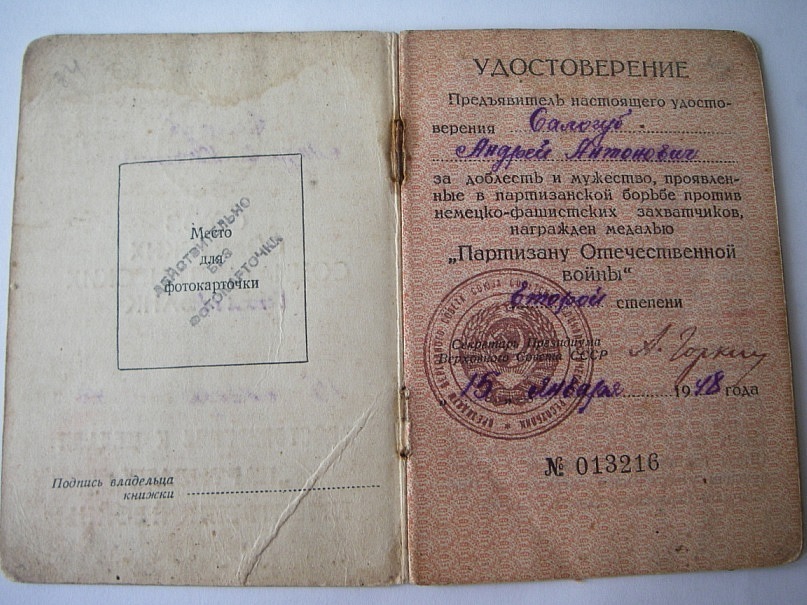 Место
для
фотокарточки
ДЕЙСТВИТЕЛЬНО
БЕЗ
ФОТОКАРТОЧКИ
Подпись владельца
книжки
УДОСТОВЕРЕНИЕ
Предъявитель настоящего удосто-
верения Салогуб
Андрей Антонович
за доблесть и мужество, проявлен-
ные в партизанской борьбе против
немецко-фашистских захватчиков,
награжден медалью
„Партизану Отечественной
войны“
второй степени
Секретарь Президиума
Верховного Совета СССР А. Горкин
„15„ января 1948 года
№ 013216